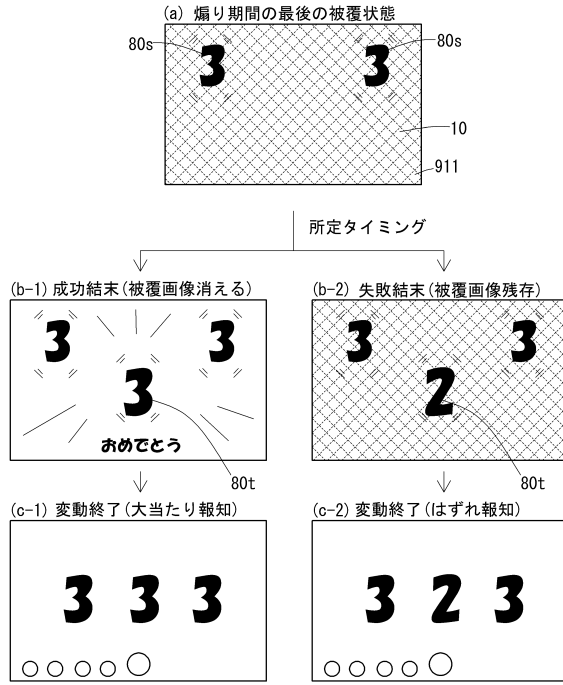 (a) 煽り期間の最後の被覆状態
80s
80s
3
3
10
911
所定タイミング
(b-1) 成功結末(被覆画像消える)
(b-2) 失敗結末(被覆画像残存)
3
3
3
おめでとう
80t
3
3
2
80t
(c-1) 変動終了(大当たり報知)
(c-2) 変動終了(はずれ報知)
3 3 3
3 2 3